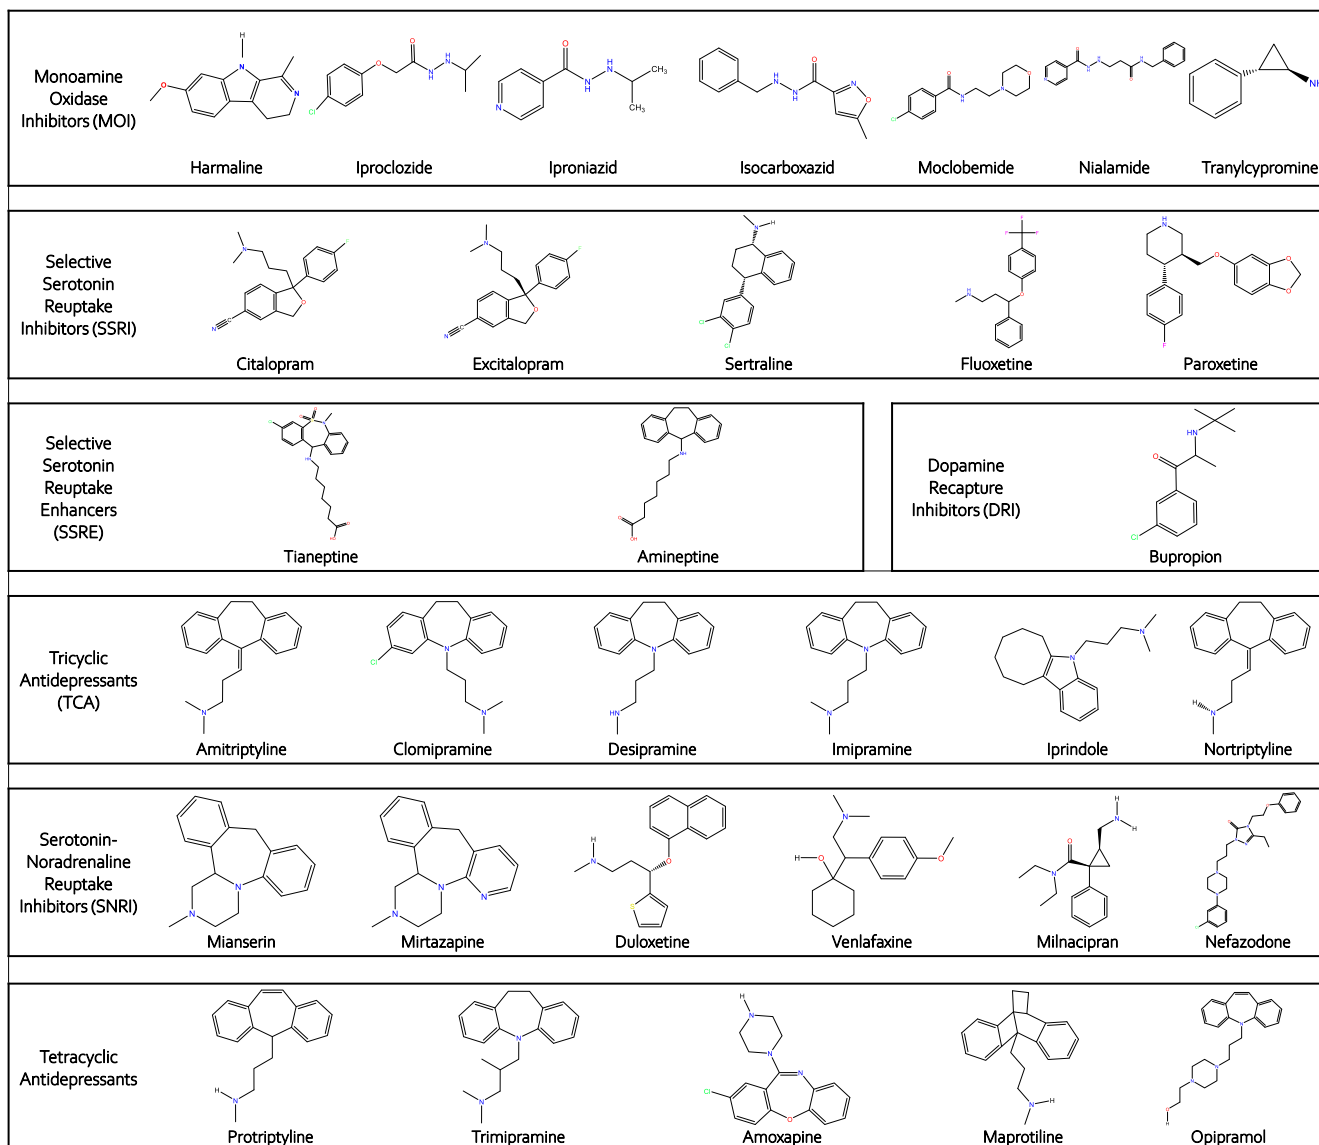 Monoamine
Oxidase
Inhibitors (MOI)
Harmaline
Iproclozide
Iproniazid
Isocarboxazid
Moclobemide
Nialamide
Tranylcypromine
Selective
Serotonin
Reuptake
Inhibitors (SSRI)
Citalopram
Excitalopram
Sertraline
Fluoxetine
Paroxetine
Selective
Serotonin
Reuptake
Enhancers
(SSRE)
Tianeptine
Amineptine
Dopamine
Recapture
Inhibitors (DRI)
Bupropion
Tricyclic
Antidepressants
(TCA)
Amitriptyline
Clomipramine
Desipramine
Imipramine
Iprindole
Nortriptyline
Serotonin-
Noradrenaline
Reuptake
Inhibitors (SNRI)
Mianserin
Mirtazapine
Duloxetine
Venlafaxine
Milnacipran
Nefazodone
Tetracyclic
Antidepressants
Protriptyline
Trimipramine
Amoxapine
Maprotiline
Opipramol